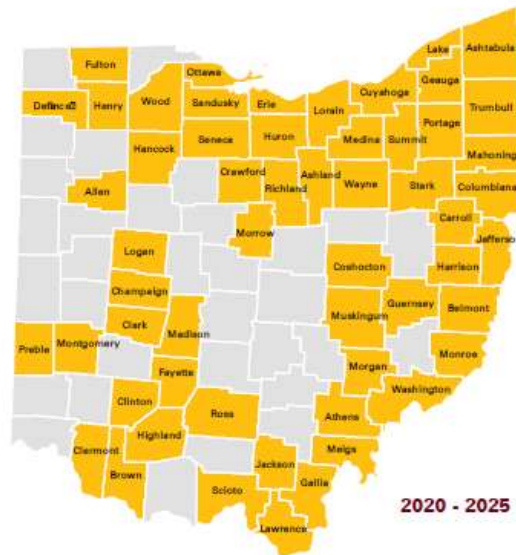 Lake
Ashtabula
Fulton
Ottawa
Geauga
Cuyahoga
Defiance
Henry
Wood
Sandusky
Erie
Lorain
Trumbull
Portage
Seneca
Huron
Medina
Summit
Hancock
Mahoning
Crawford
Richland
Ashland
Wayne
Stark
Columbiana
Allen
Carroll
Morrow
Jefferso
Logan
Coshocton
Harrison
Champaign
Guernsey
Belmont
Clark
Madison
Muskingum
Preble
Montgomery
Monroe
Morgan
Fayette
Washington
Clinton
Ross
Athens
Highland
Meigs
Clermont
Jackson
Brown
Gallia
Scioto
2020 - 2025
Lawrence